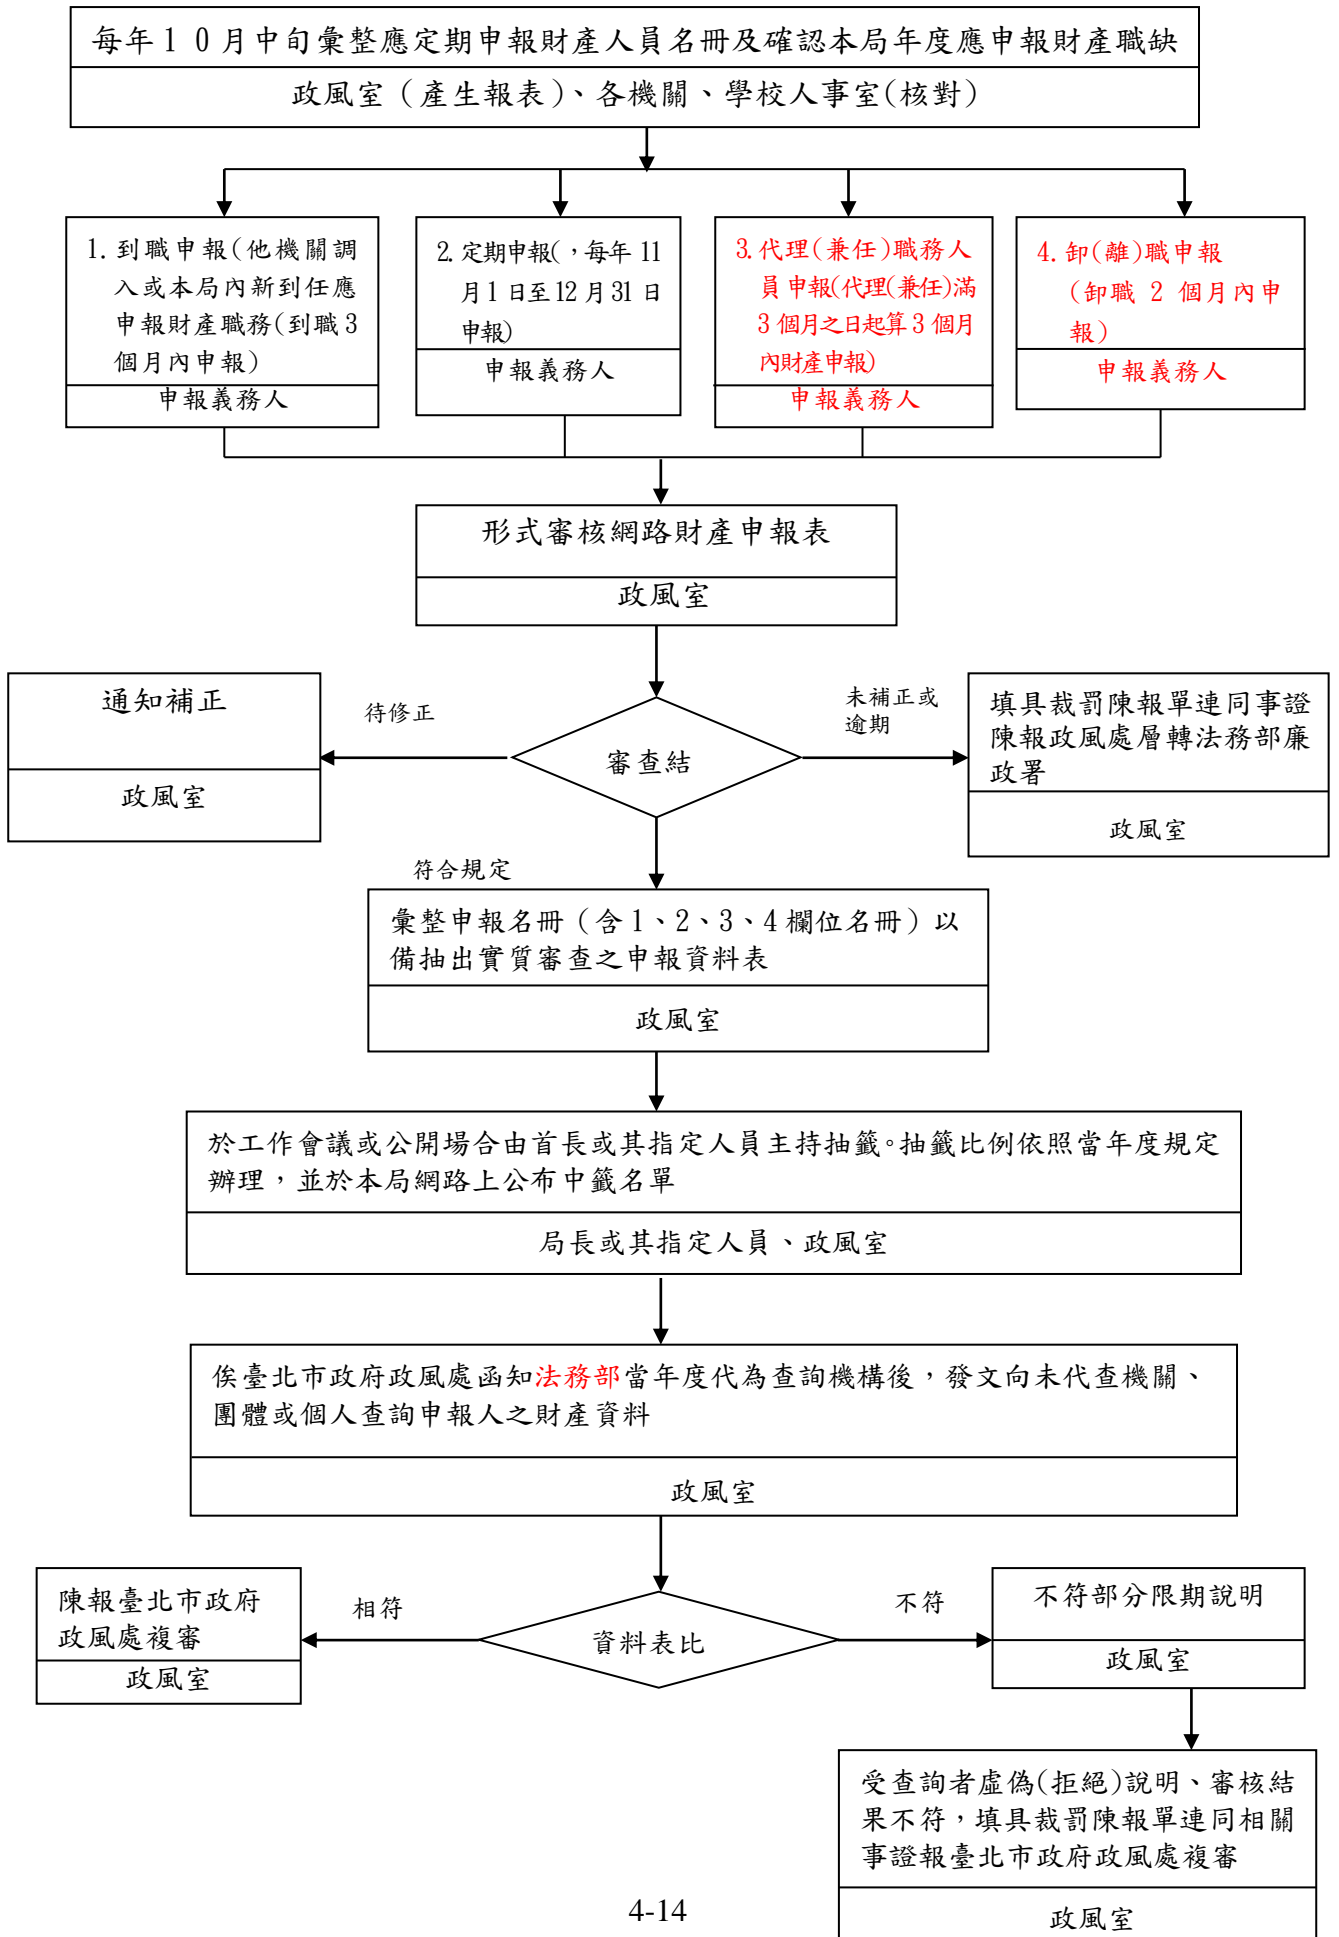 每年１０月中旬彙整應定期申報財產人員名冊及確認本局年度應申報財產職缺
政風室（產生報表）、各機關、學校人事室(核對)
1. 到職申報(他機關調
入或本局內新到任應
申報財產職務(到職 3
個月內申報)
申報義務人
2. 定期申報(，每年 11
月 1 日至 12 月 31 日
申報)
申報義務人
3. 代理(兼任)職務人
員申報(代理(兼任)滿
3 個月之日起算 3 個月
內財產申報)
申報義務人
4. 卸(離)職申報
(卸職 2 個月內申
報)
申報義務人
形式審核網路財產申報表
政風室
通知補正
政風室
待修正
審查結
未補正或
逾期
填具裁罰陳報單連同事證
陳報政風處層轉法務部廉
政署
政風室
符合規定
彙整申報名冊（含 1、2、3、4 欄位名冊）以
備抽出實質審查之申報資料表
政風室
於工作會議或公開場合由首長或其指定人員主持抽籤。抽籤比例依照當年度規定
辦理，並於本局網路上公布中籤名單
局長或其指定人員、政風室
俟臺北市政府政風處函知法務部當年度代為查詢機構後，發文向未代查機關、
團體或個人查詢申報人之財產資料
政風室
陳報臺北市政府
政風處複審
政風室
相符
資料表比
不符
不符部分限期說明
政風室
受查詢者虛偽(拒絕)說明、審核結
果不符，填具裁罰陳報單連同相關
事證報臺北市政府政風處複審
政風室
4-14